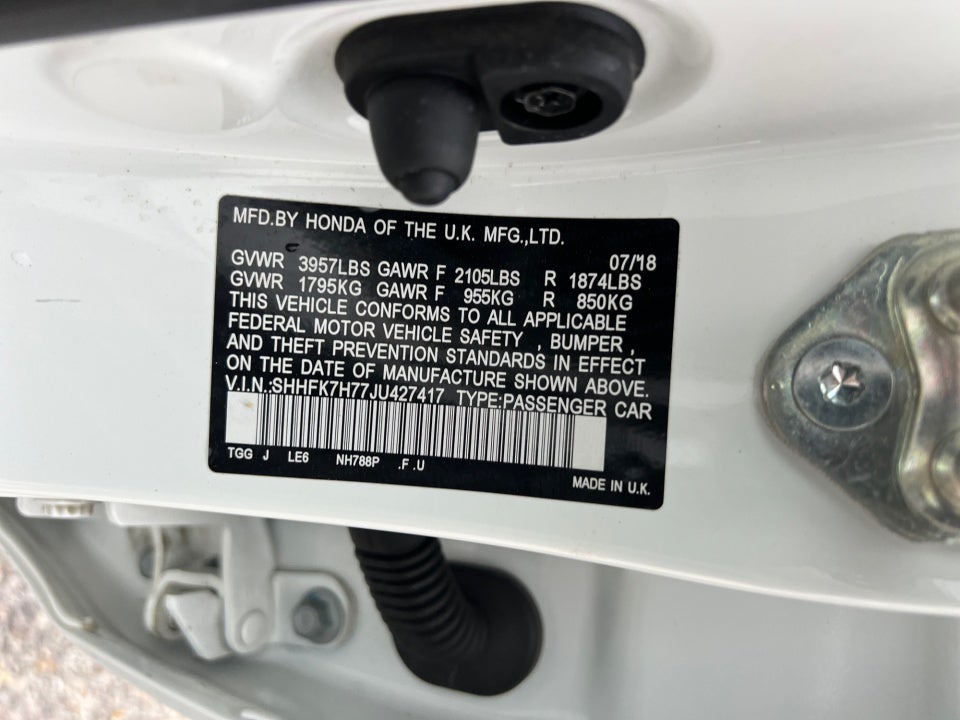 MFD.BY HONDA OF THE U.K. MFG.,LTD.
07/18
GVWR 3957LBS GAWR F 2105LBS R 1874LBS
GVWR 1795KG GAWR F 955KG R 850KG
THIS VEHICLE CONFORMS TO ALL APPLICABLE
FEDERAL MOTOR VEHICLE SAFETY , BUMPER ,
AND THEFT PREVENTION STANDARDS IN EFFECT
ON THE DATE OF MANUFACTURE SHOWN ABOVE.
V.I.N.:SHHFK7H77JU427417 TYPE:PASSENGER CAR
TGG J LE6 NH788P .F .U
MADE IN U.K.